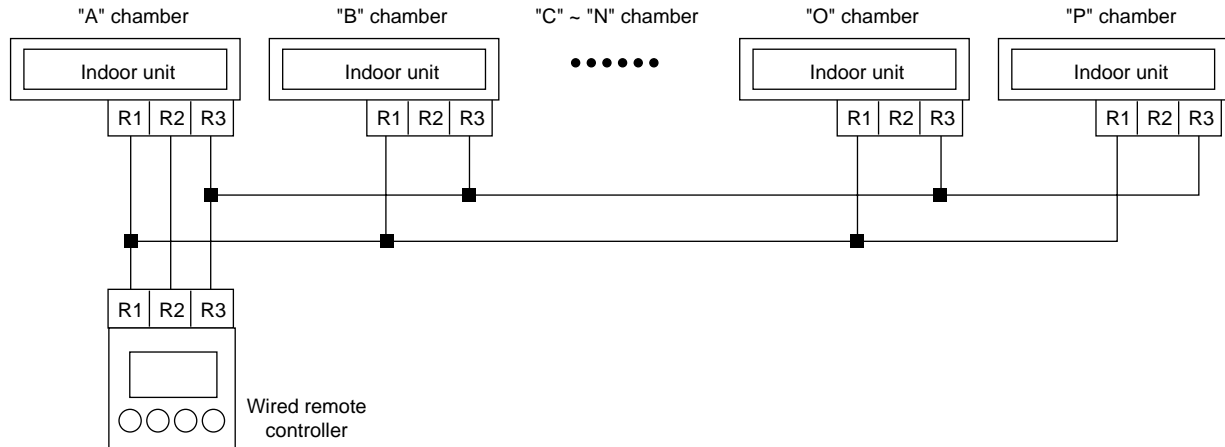 "A" chamber "B" chamber "C" ~ "N" chamber "O" chamber "P" chamber
Indoor unit Indoor unit Indoor unit Indoor unit
R1 R2 R3 R1 R2 R3 R1 R2 R3 R1 R2 R3
R1 R2 R3
Wired remote
controller